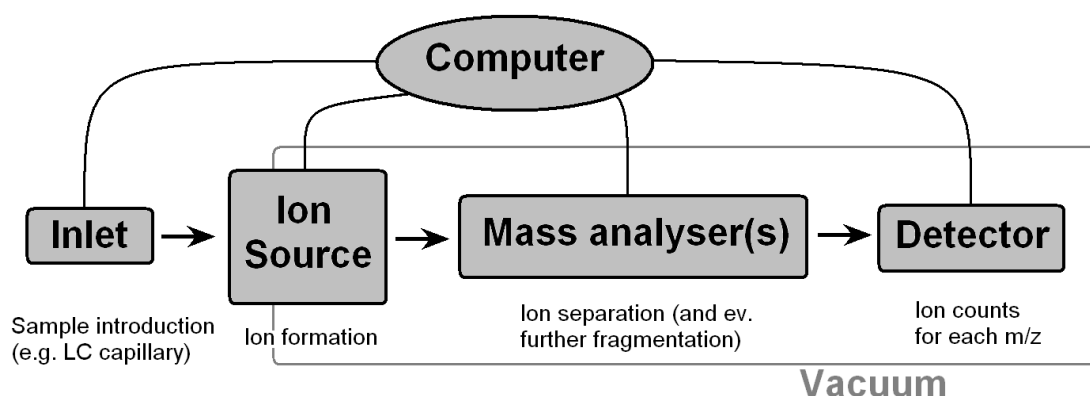 Computer
Inlet
Ion
Source
Mass analyser(s)
Detector
Sample introduction
(e.g. LC capillary)
Ion formation
Ion separation (and ev.
further fragmentation)
Ion counts
for each m/z
Vacuum